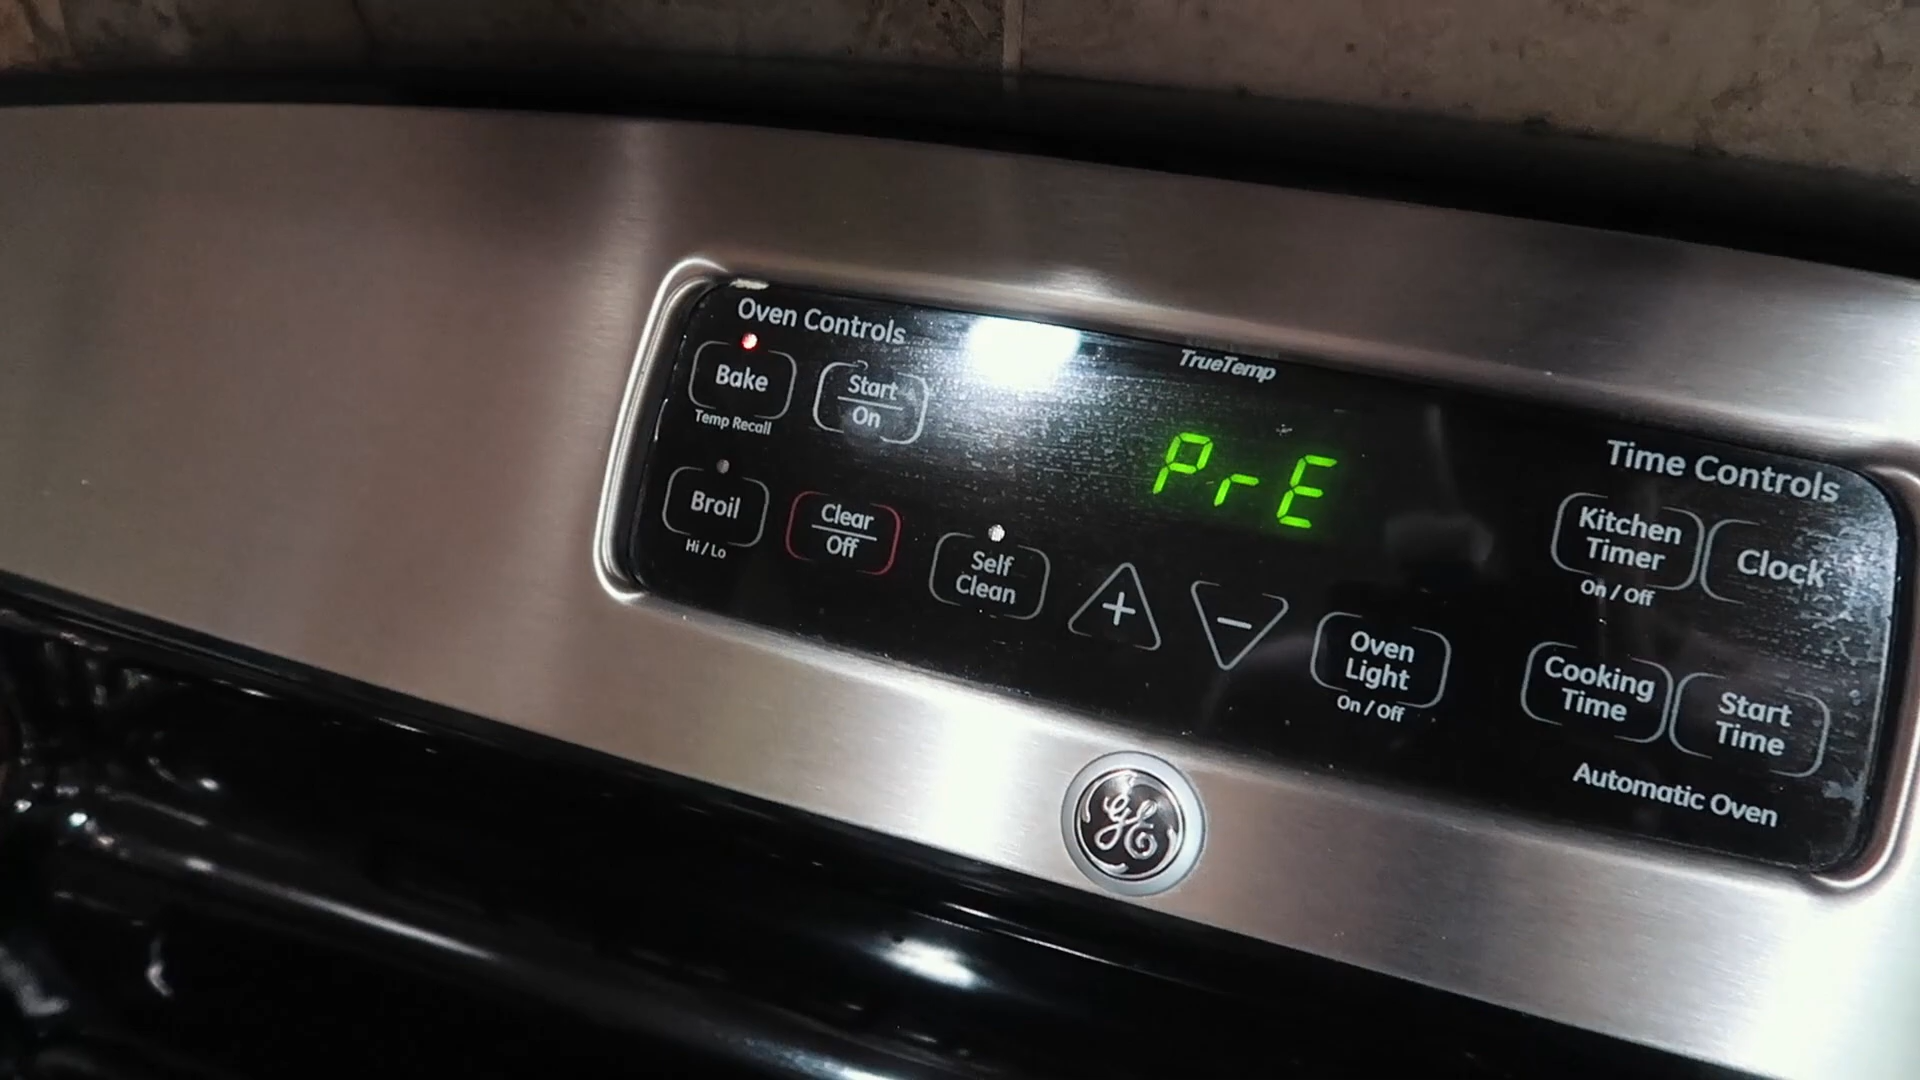 Oven Controls
TrueTemp
Bake
Temp Recall
Start
On
PrE
Broil
Hi / Lo
Clear
Off
Self
Clean
+
−
Oven
Light
On / Off
Time Controls
Kitchen
Timer
On / Off
Clock
Cooking
Time
Start
Time
Automatic Oven
GE